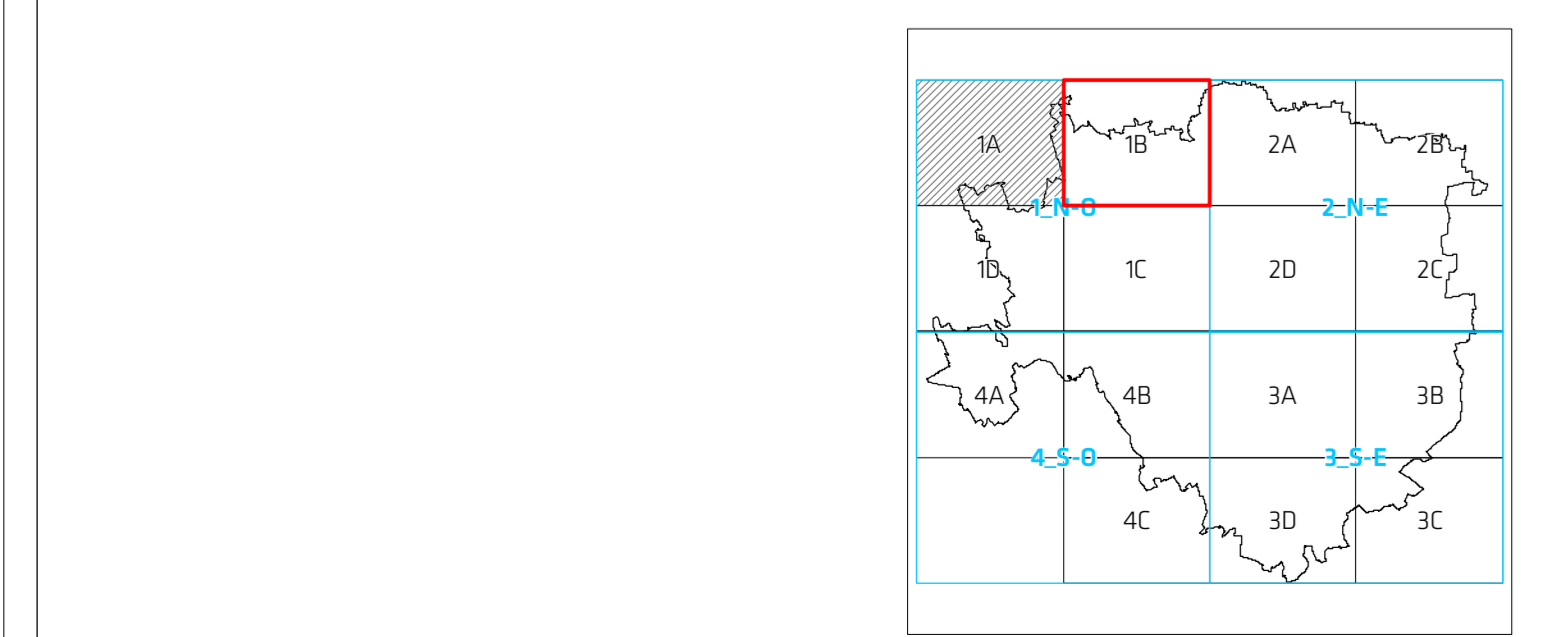 1A 1B 2A 2B
1_N-O 2_N-E
1D 1C 2D 2C
4A 4B 3A 3B
4_S-O 3_S-E
4C 3D 3C